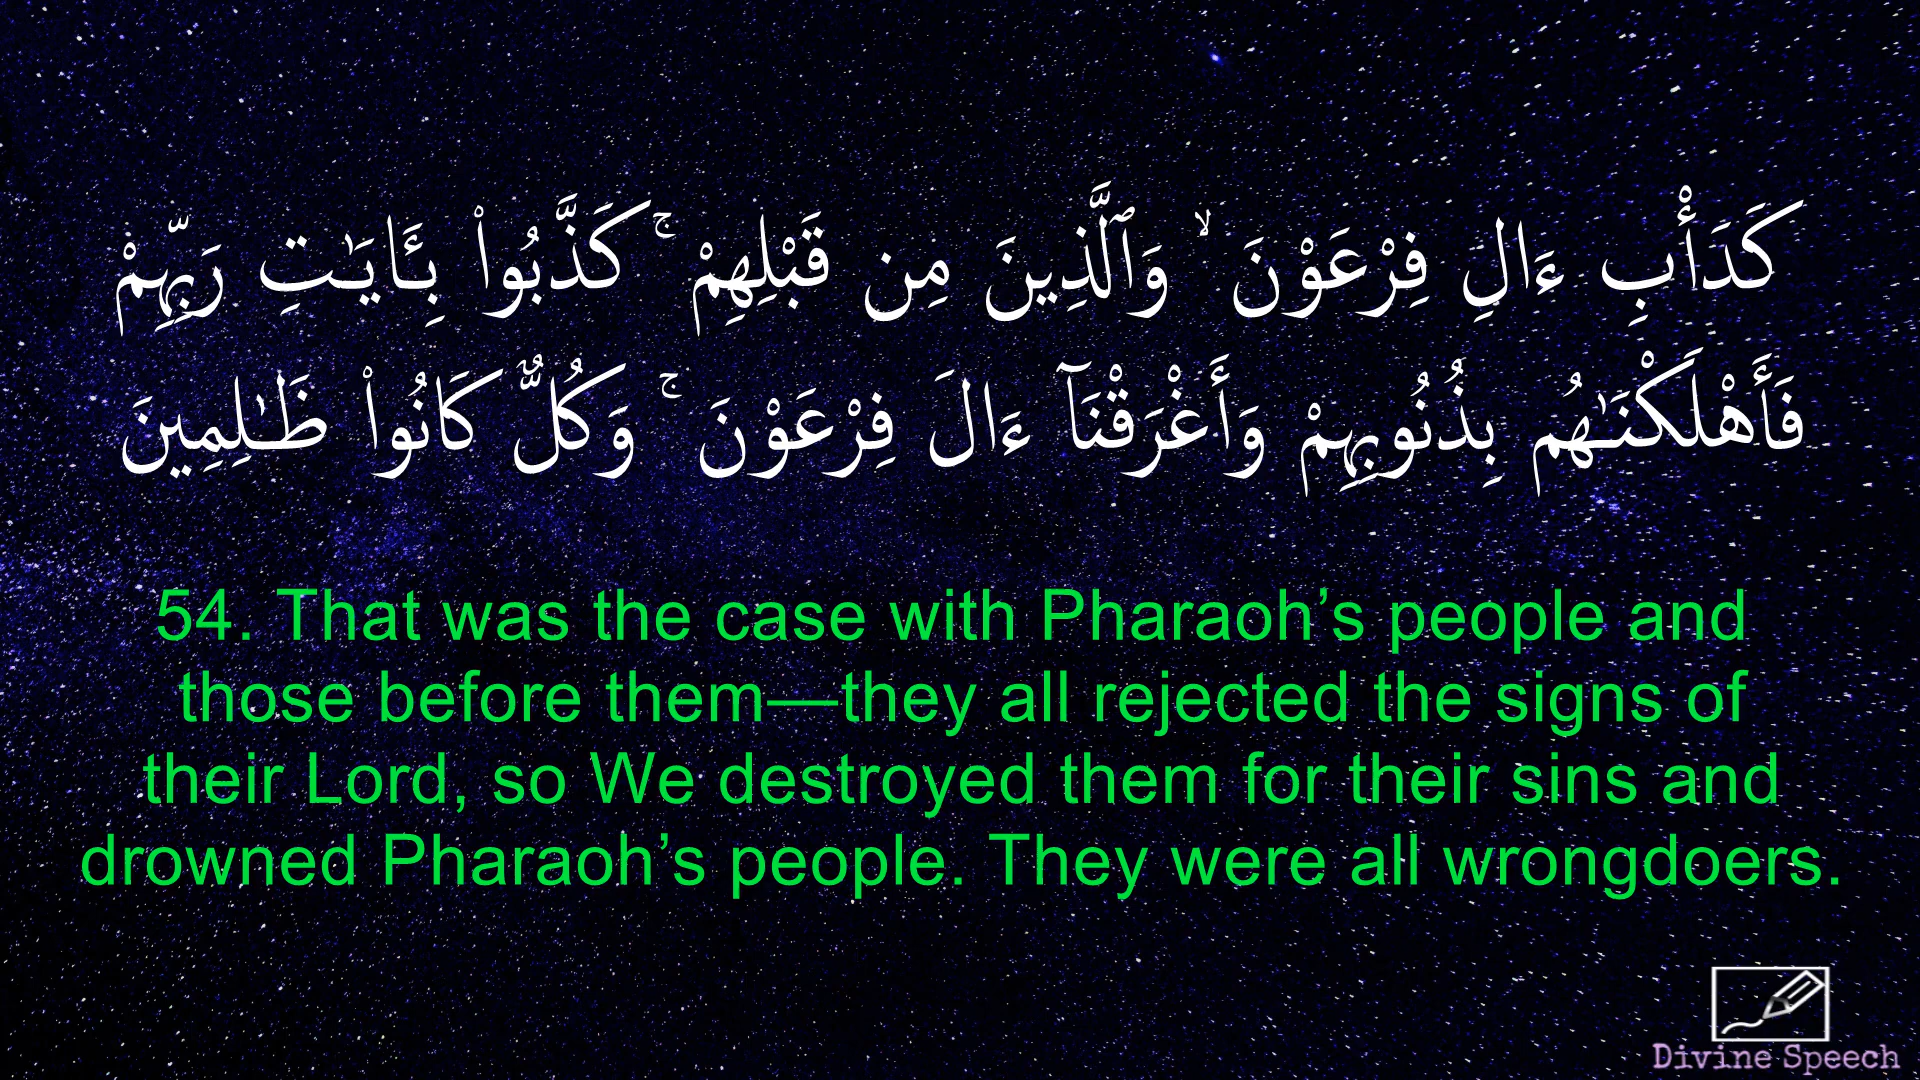 كَدَأْبِ ءَالِ فِرْعَوْنَ ۙ وَٱلَّذِينَ مِن قَبْلِهِمْ ۚ كَذَّبُوا۟ بِـَٔايَـٰتِ رَبِّهِمْ
فَأَهْلَكْنَـٰهُم بِذُنُوبِهِمْ وَأَغْرَقْنَآ ءَالَ فِرْعَوْنَ ۚ وَكُلٌّ كَانُوا۟ ظَـٰلِمِينَ
54. That was the case with Pharaoh’s people and
those before them—they all rejected the signs of
their Lord, so We destroyed them for their sins and
drowned Pharaoh’s people. They were all wrongdoers.
Divine Speech